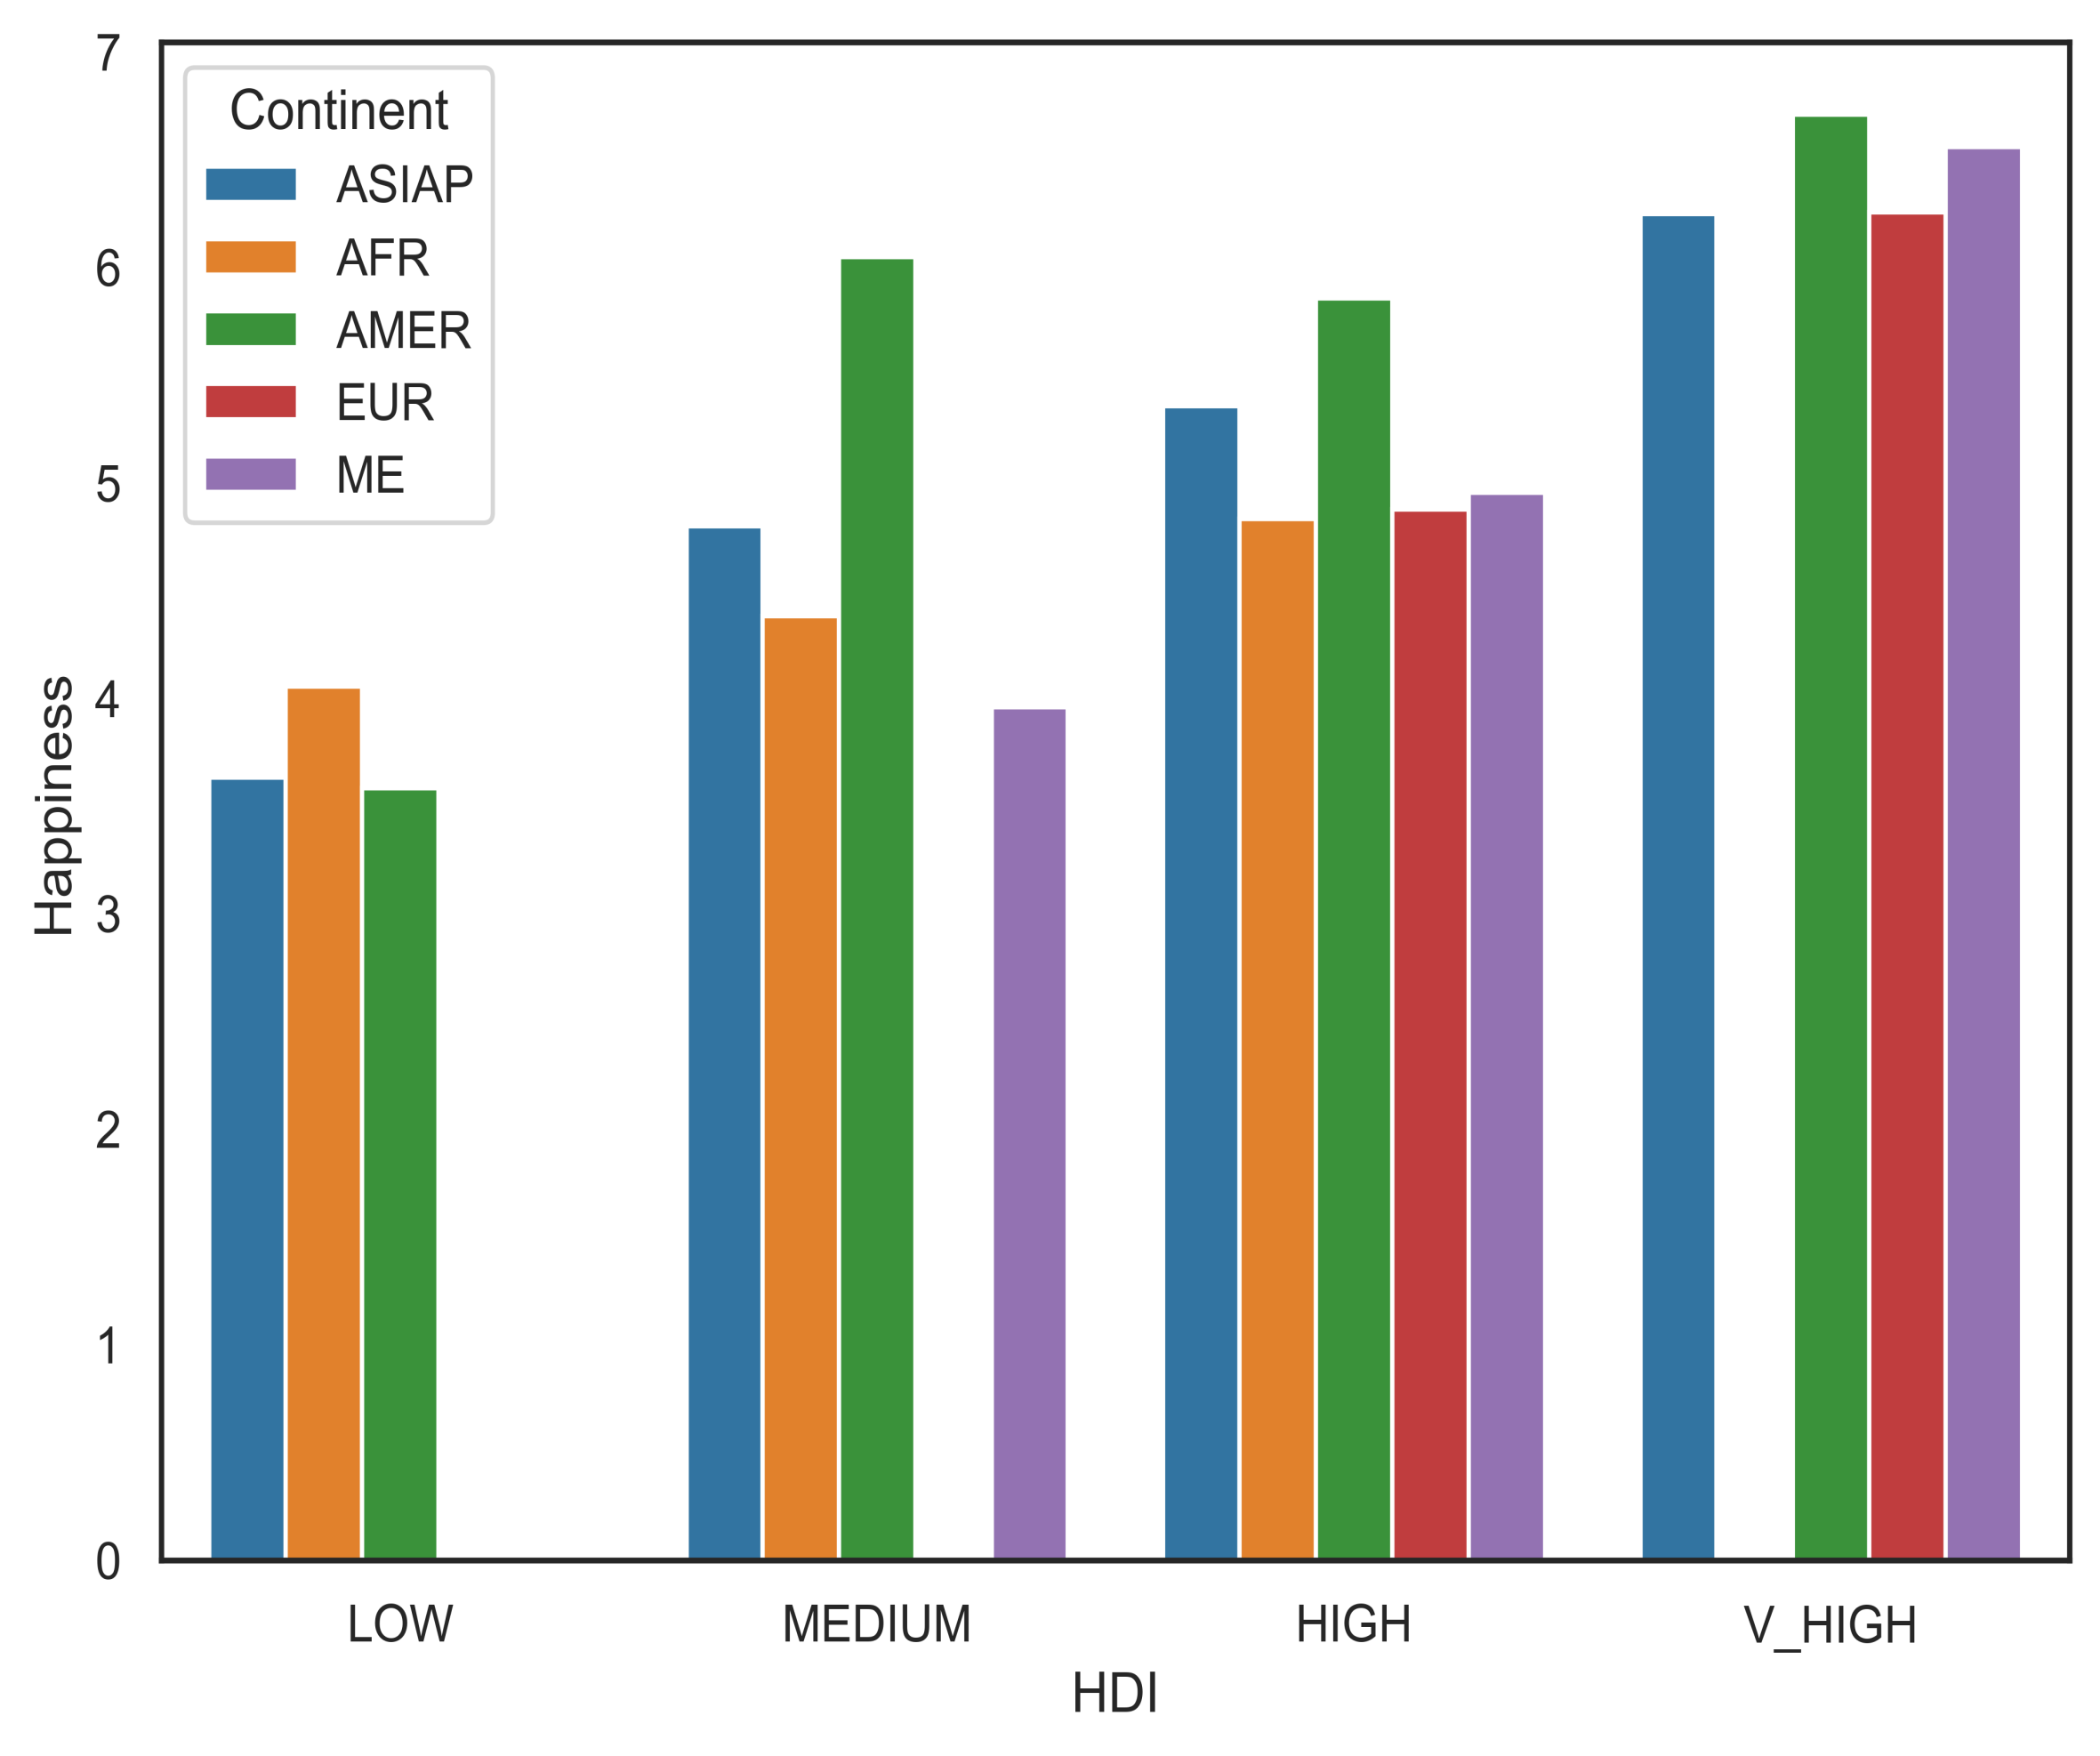 7
6
5
4
3
2
1
0
Happiness
Continent
ASIAP
AFR
AMER
EUR
ME
LOW MEDIUM HIGH V_HIGH
HDI